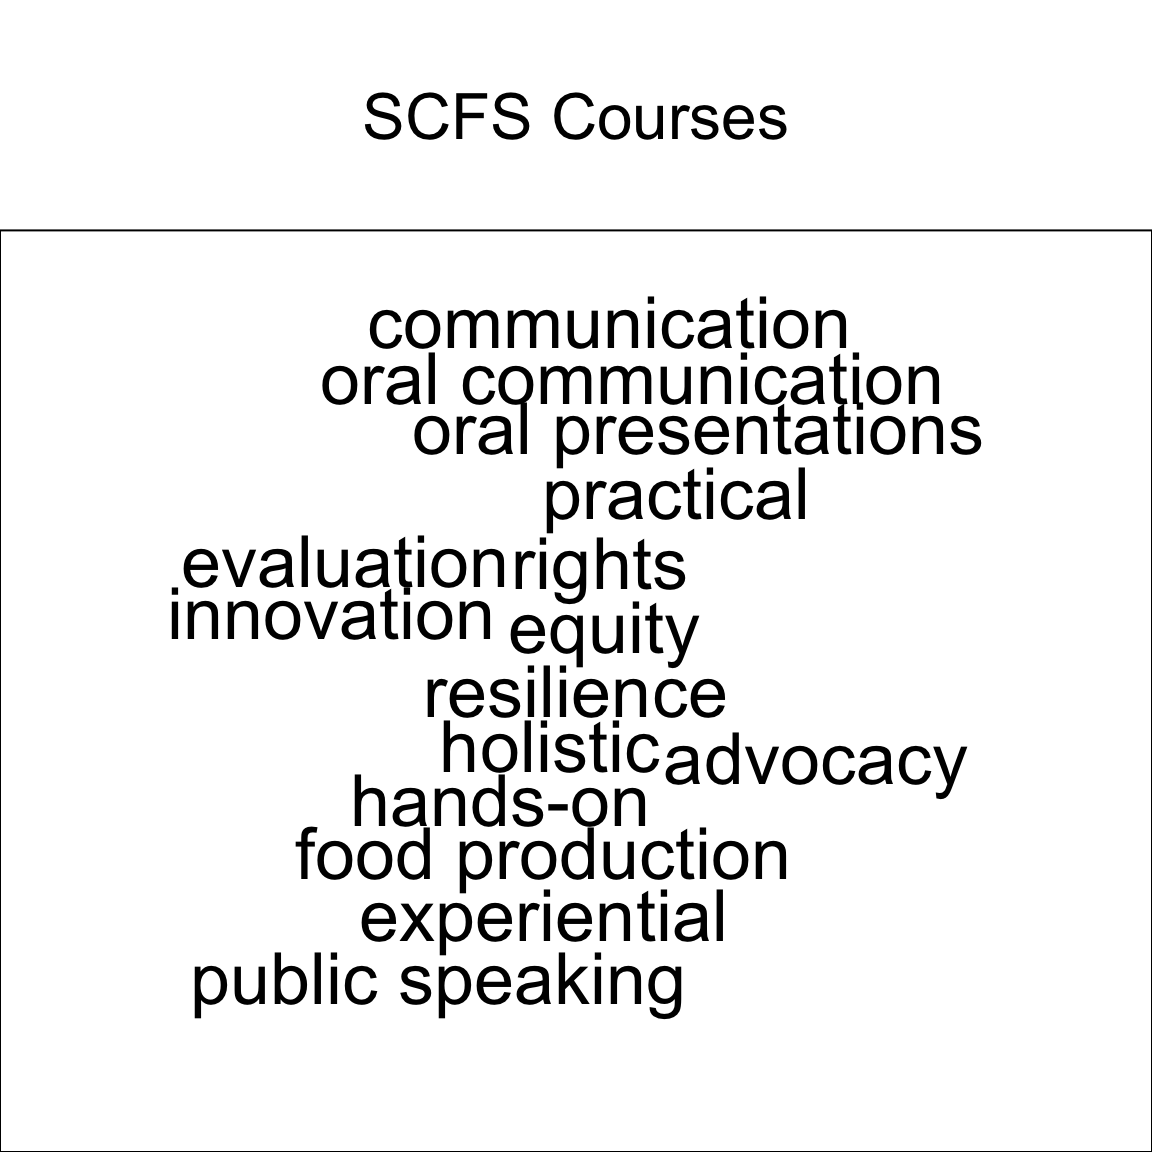 SCFS Courses
communication
oral communication
oral presentations
practical
evaluation rights
innovation equity
resilience
holistic advocacy
hands-on
food production
experiential
public speaking